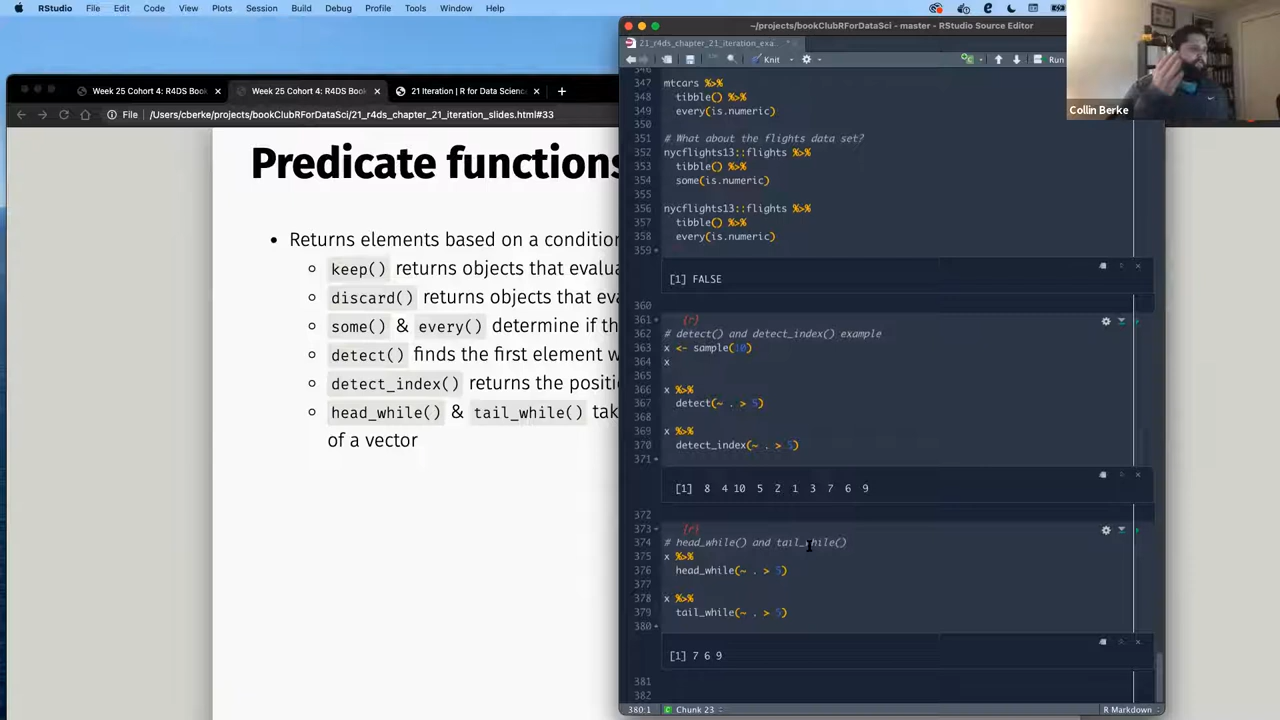 RStudio File Edit Code View Plots Session Build Debug Profile Tools Window Help
~/projects/bookClubRForDataSci - master - RStudio Source Editor
21_r4ds_chapter_21_iteration_exa...
Knit
Run
Collin Berke
Week 25 Cohort 4: R4DS BOOK
Week 25 Cohort 4: R4DS B
21 Iteration | R for Data Science
File /Users/cberke/projects/bookClubRForDataSci/21_r4ds_chapter_21_iteration_slides.html#33
Predicate functions
Returns elements based on a condition
keep() returns objects that evalua
discard() returns objects that eva
some() & every() determine if th
detect() finds the first element w
detect_index() returns the positi
head_while() & tail_while() tak
of a vector
346
347 mtcars %>%
348 tibble() %>%
349 every(is.numeric)
350
351 # What about the flights data set?
352 nycflights13::flights %>%
353 tibble() %>%
354 some(is.numeric)
355
356 nycflights13::flights %>%
357 tibble() %>%
358 every(is.numeric)
359
[1] FALSE
360
361 {r}
362 # detect() and detect_index() example
363 x <- sample(10)
364 x
365
366 x %>%
367 detect(~ . > 5)
368
369 x %>%
370 detect_index(~ . > 5)
371
[1] 8 4 10 5 2 1 3 7 6 9
372
373 {r}
374 # head_while() and tail_while()
375 x %>%
376 head_while(~ . > 5)
377
378 x %>%
379 tail_while(~ . > 5)
380
[1] 7 6 9
381
382
380:1 Chunk 23 R Markdown